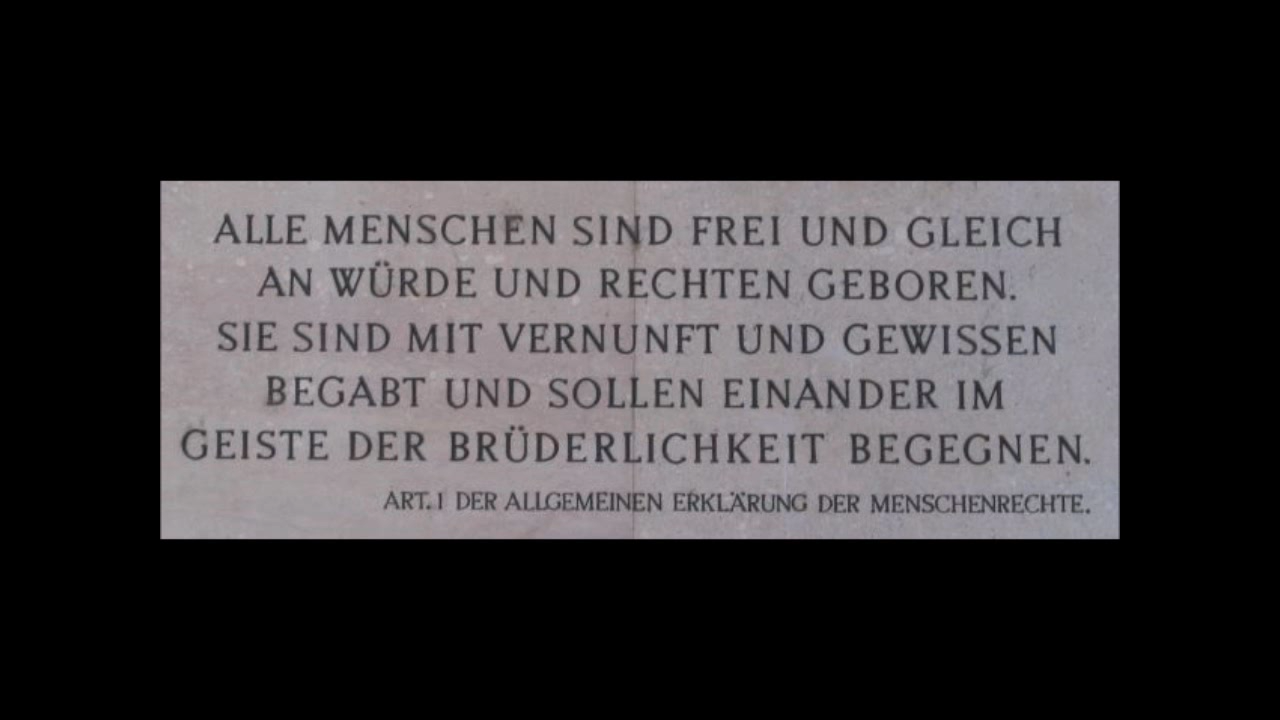 ALLE MENSCHEN SIND FREI UND GLEICH
AN WÜRDE UND RECHTEN GEBOREN.
SIE SIND MIT VERNUNFT UND GEWISSEN
BEGABT UND SOLLEN EINANDER IM
GEISTE DER BRÜDERLICHKEIT BEGEGNEN.
ART. 1 DER ALLGEMEINEN ERKLÄRUNG DER MENSCHENRECHTE.